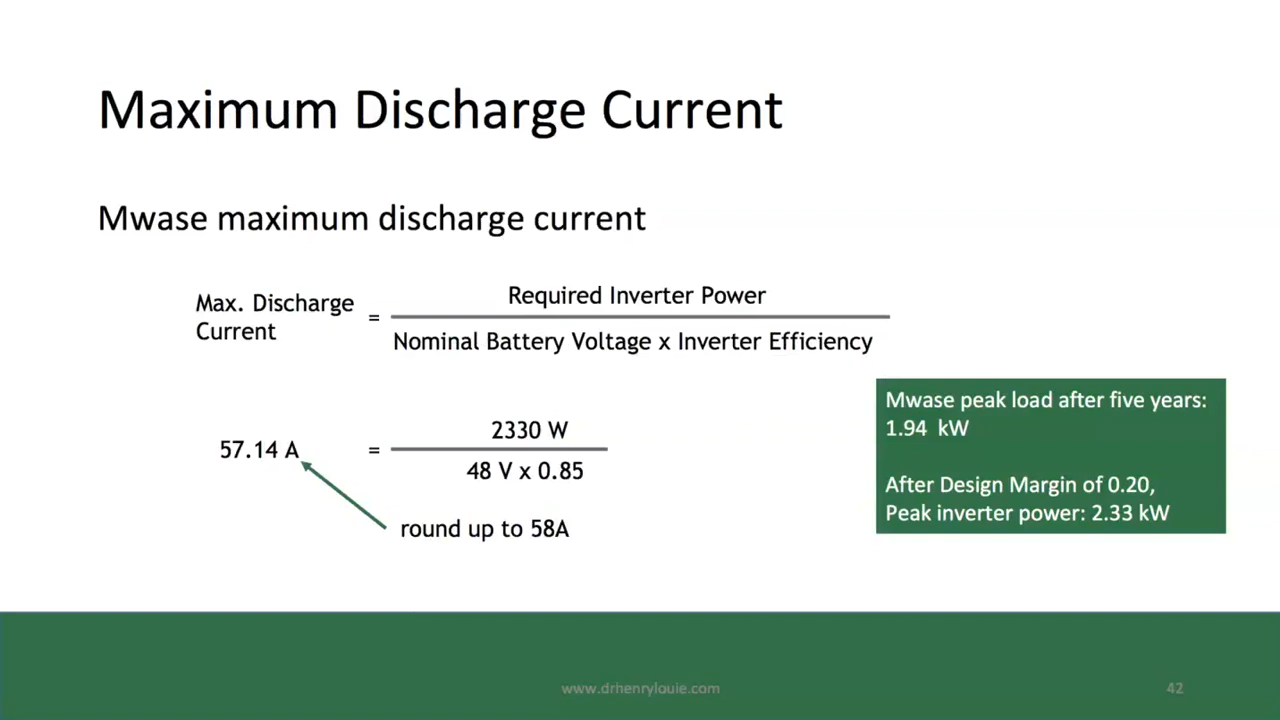 Maximum Discharge Current
Mwase maximum discharge current
Max. Discharge
Current
=
Required Inverter Power
Nominal Battery Voltage x Inverter Efficiency
57.14 A
=
2330 W
48 V x 0.85
round up to 58A
Mwase peak load after five years:
1.94 kW
After Design Margin of 0.20,
Peak inverter power: 2.33 kW
www.drhenrylouie.com
42